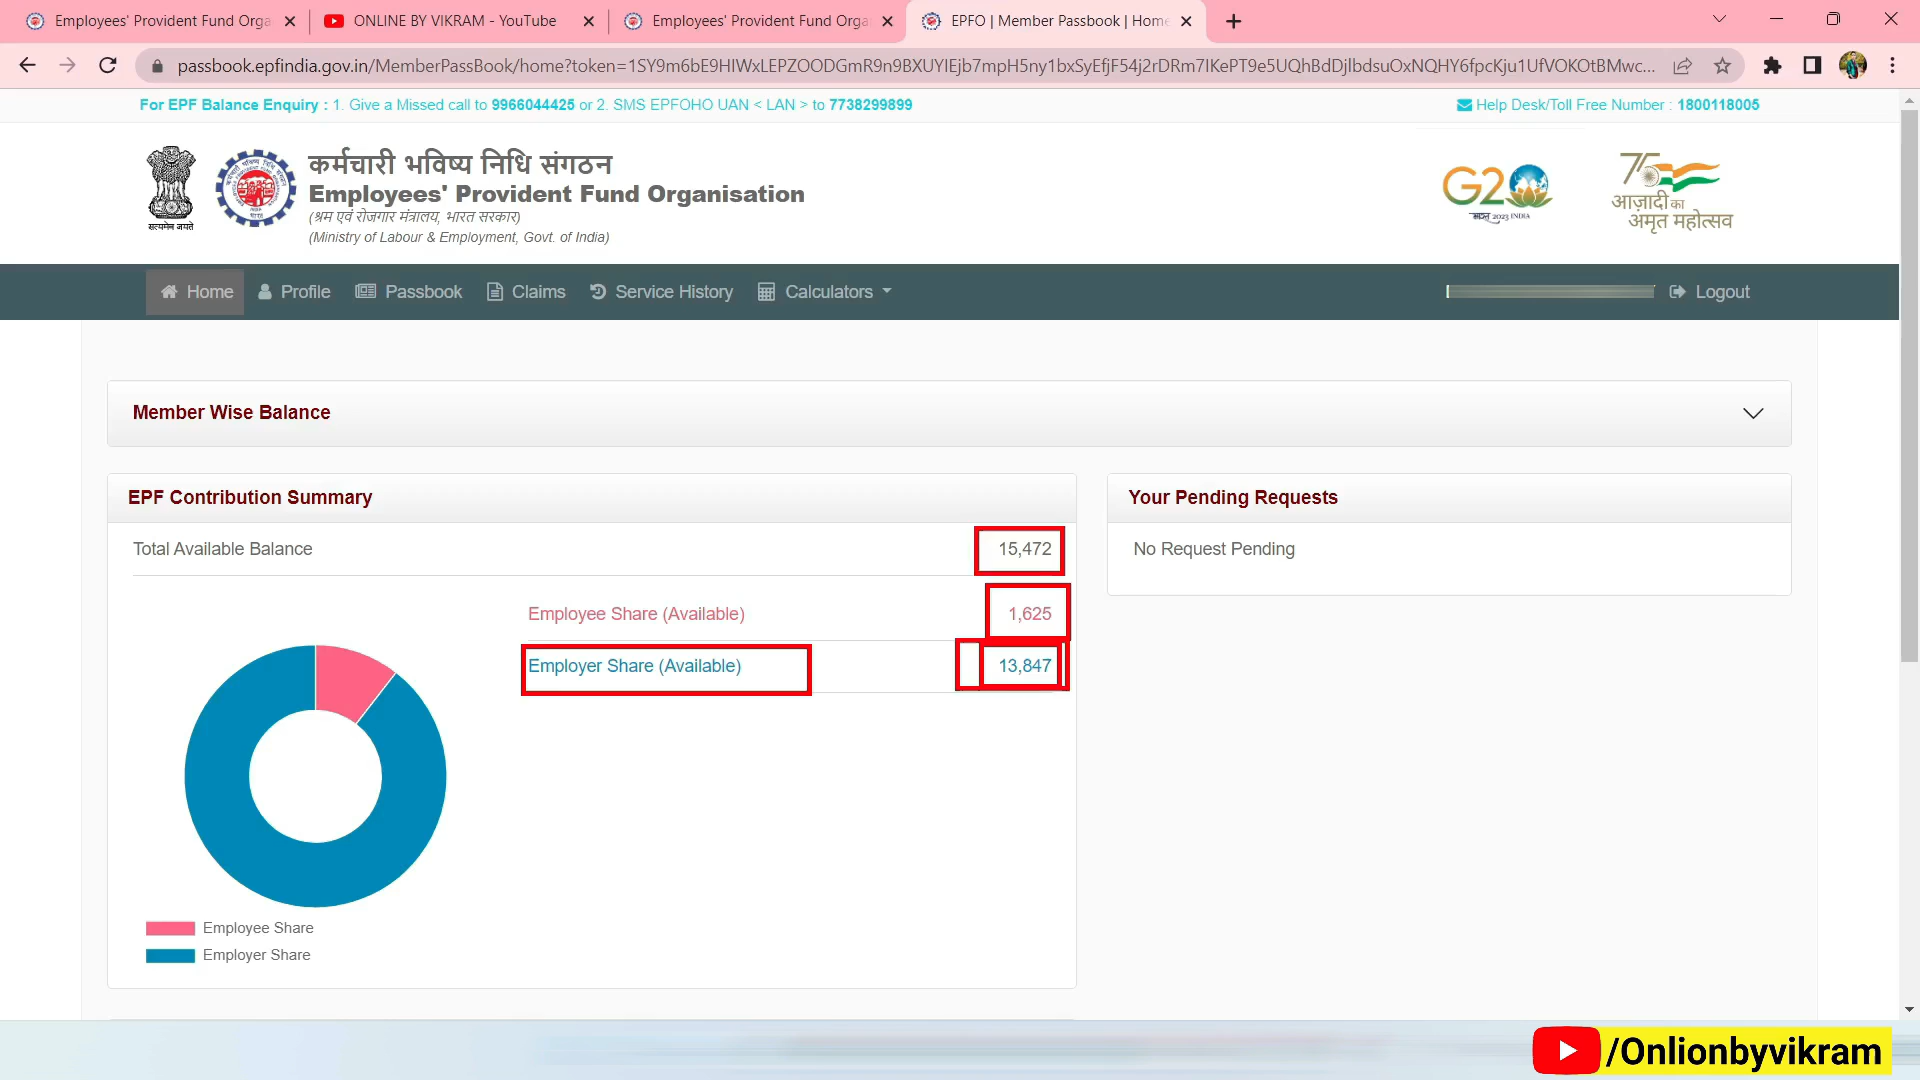 Employees' Provident Fund Orga
ONLINE BY VIKRAM - YouTube
Employees' Provident Fund Orga
EPFO | Member Passbook | Home
passbook.epfindia.gov.in/MemberPassBook/home?token=1SY9m6bE9HIWxLEPZOODGmR9n9BXUYIEjb7mpH5ny1bxSyEfjF54j2rDRm7IKePT9e5UQhBdDjlbdsuOxNQHY6fpcKju1UfVOKOtBMwc...
For EPF Balance Enquiry : 1. Give a Missed call to 9966044425 or 2. SMS EPFOHO UAN < LAN > to 7738299899
Help Desk/Toll Free Number : 1800118005
कर्मचारी भविष्य निधि संगठन
Employees' Provident Fund Organisation
(श्रम एवं रोजगार मंत्रालय, भारत सरकार)
(Ministry of Labour & Employment, Govt. of India)
सत्यमेव जयते
G20
भारत 2023 INDIA
75
आज़ादी का
अमृत महोत्सव
Home
Profile
Passbook
Claims
Service History
Calculators
Logout
Member Wise Balance
EPF Contribution Summary
Your Pending Requests
Total Available Balance
15,472
No Request Pending
Employee Share (Available)
1,625
Employer Share (Available)
13,847
Employee Share
Employer Share
/Onlionbyvikram